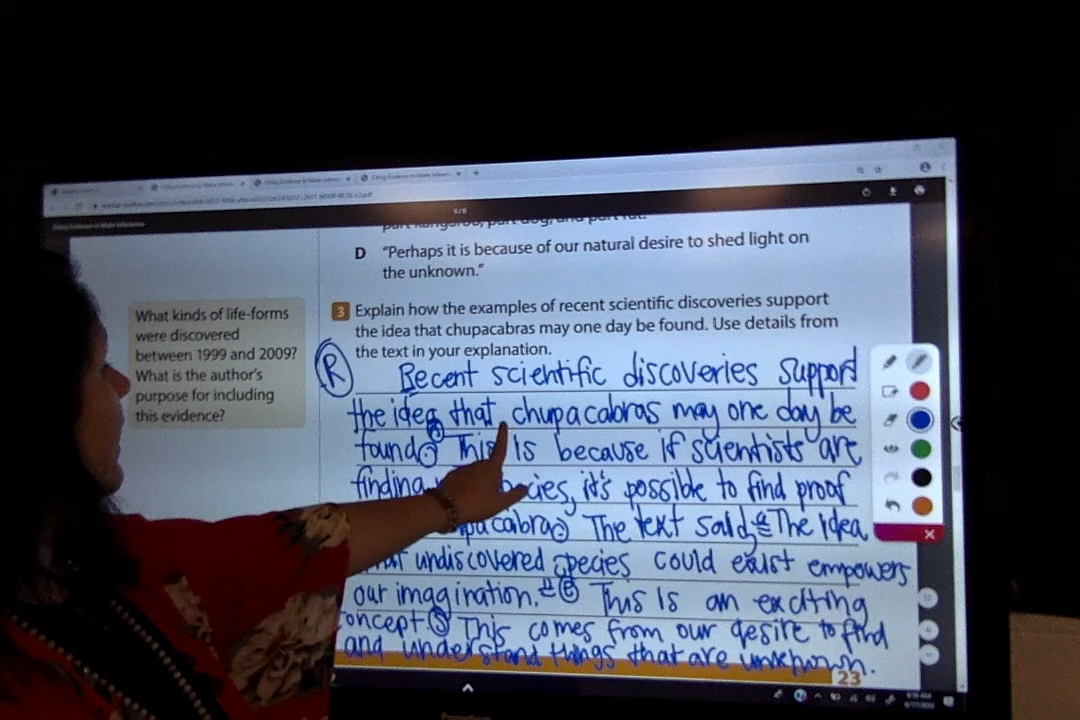 D "Perhaps it is because of our natural desire to shed light on
the unknown."
What kinds of life-forms
were discovered
between 1999 and 2009?
What is the author's
purpose for including
this evidence?
3 Explain how the examples of recent scientific discoveries support
the idea that chupacabras may one day be found. Use details from
the text in your explanation.
R Recent scientific discoveries support
the idea that chupacabras may one day be
found. This is because if scientists are
finding it's possible to find proof
The text said, "The idea
undiscovered species could exist empowers
our imagination." E This is an exciting
concept. S This comes from our desire to find
and understand things that are unknown.
23